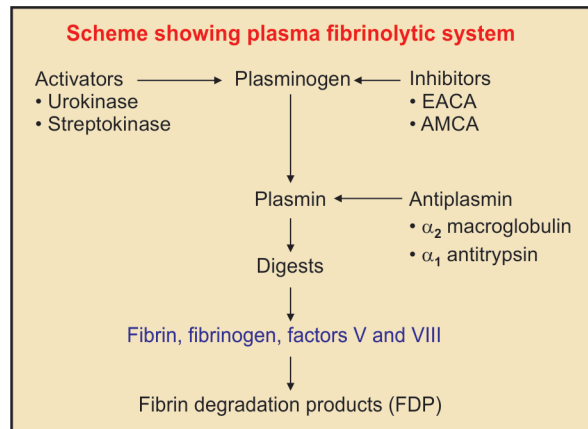 Scheme showing plasma fibrinolytic system
Activators
• Urokinase
• Streptokinase
Plasminogen
Inhibitors
• EACA
• AMCA
Plasmin
Antiplasmin
• α₂ macroglobulin
• α₁ antitrypsin
Digests
Fibrin, fibrinogen, factors V and VIII
Fibrin degradation products (FDP)